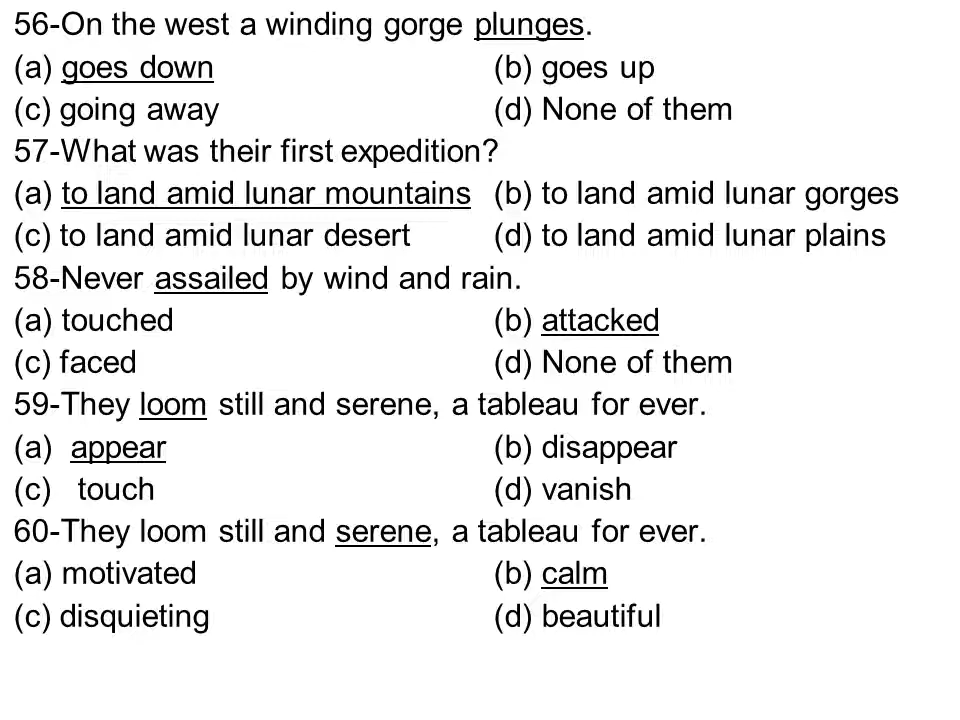 56-On the west a winding gorge plunges.
(a) goes down (b) goes up
(c) going away (d) None of them
57-What was their first expedition?
(a) to land amid lunar mountains (b) to land amid lunar gorges
(c) to land amid lunar desert (d) to land amid lunar plains
58-Never assailed by wind and rain.
(a) touched (b) attacked
(c) faced (d) None of them
59-They loom still and serene, a tableau for ever.
(a) appear (b) disappear
(c) touch (d) vanish
60-They loom still and serene, a tableau for ever.
(a) motivated (b) calm
(c) disquieting (d) beautiful